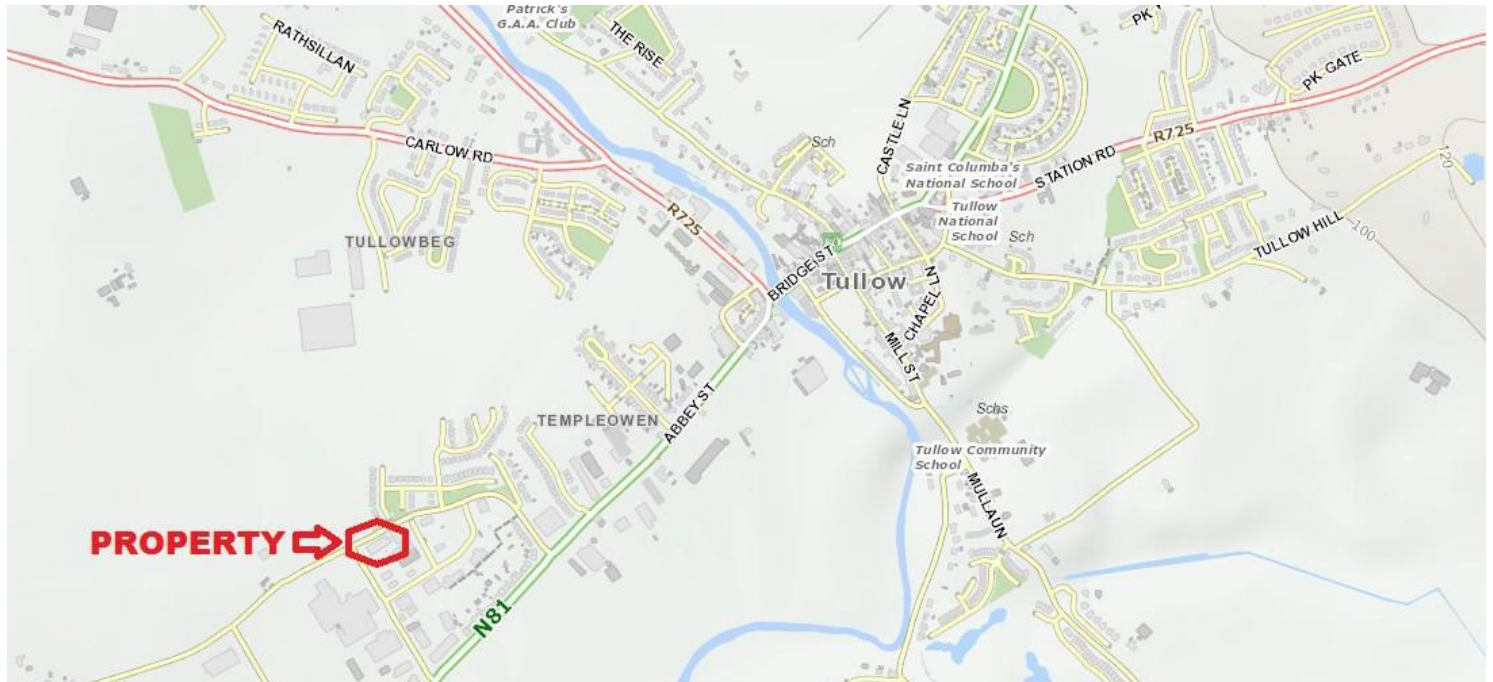 Patrick's
G.A.A. Club
PK
RATHSILLAN
THE RISE
PK GATE
CASTLE LN
R725
Sch
CARLOW RD
Saint Columba's
National School
STATION RD
120
Tullow
National
School
R725
Sch
TULLOWBEG
TULLOW HILL
100
BRIDGE ST
Tullow
CHAPEL LN
MILL ST
TEMPLEOWEN
ABBEY ST
Schs
Tullow Community
School
MULLAUN
PROPERTY
N81